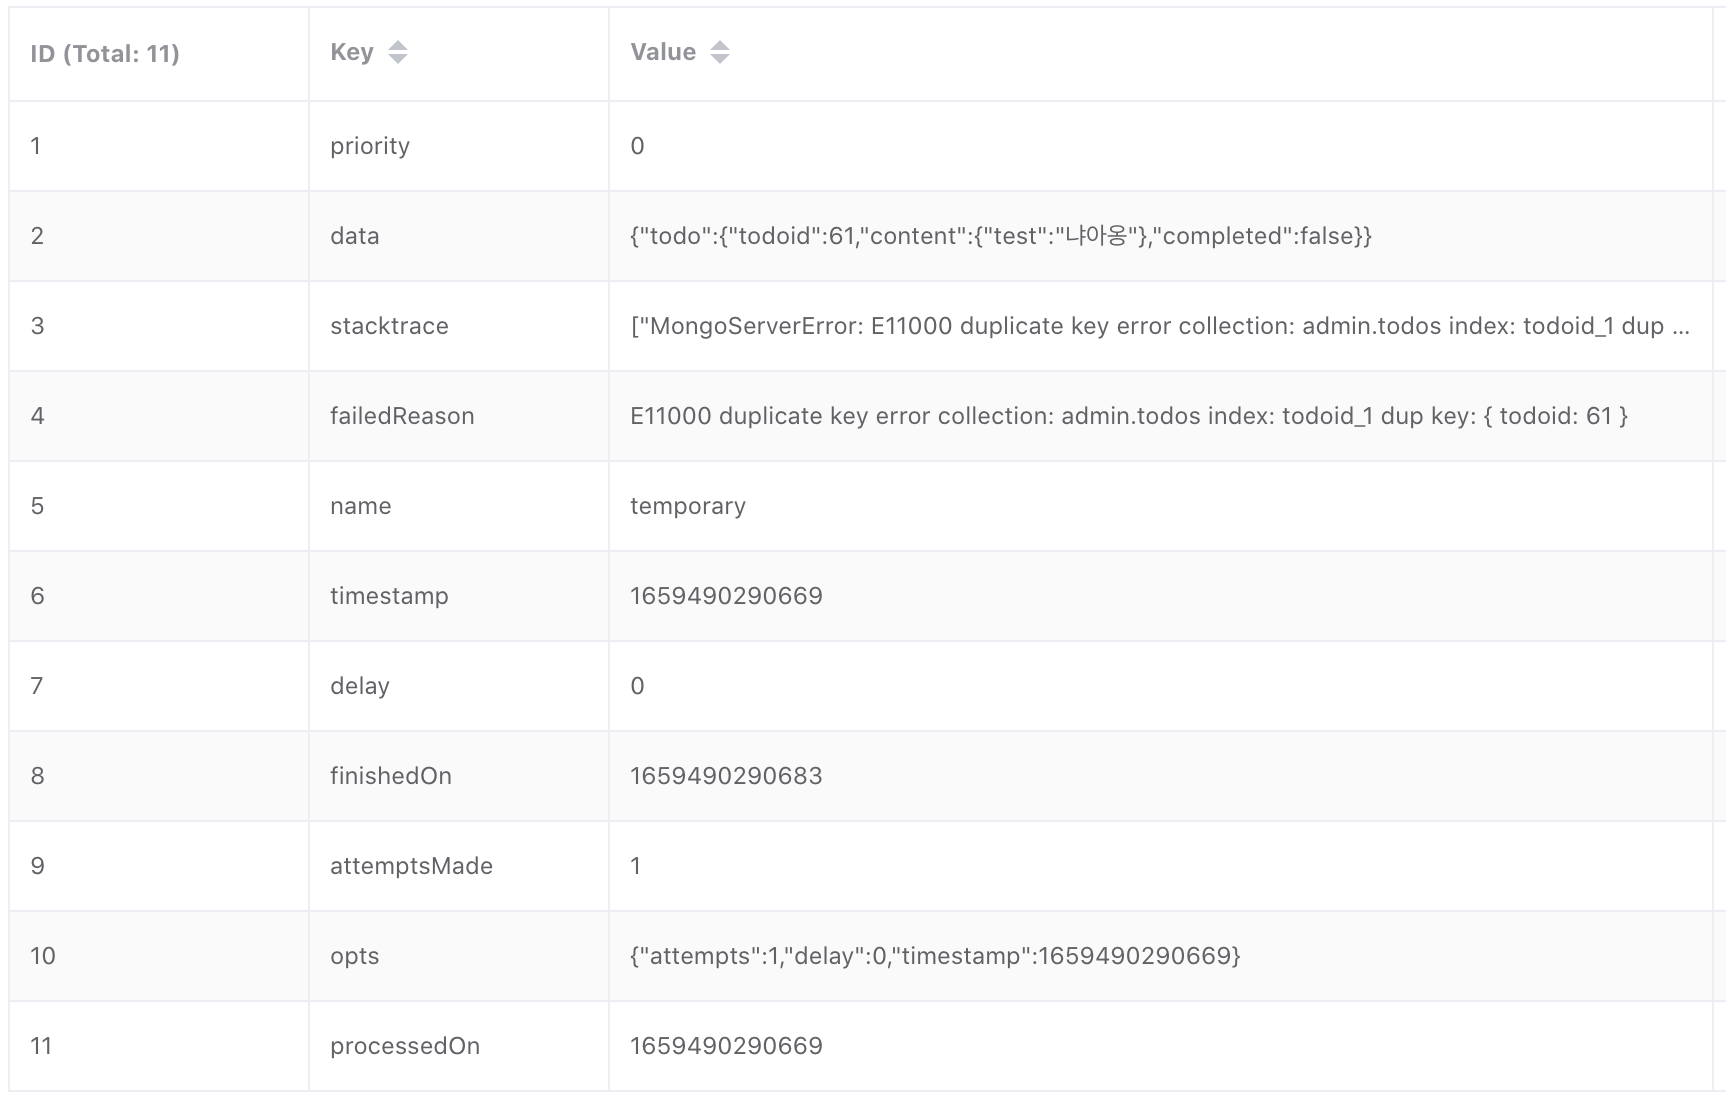 ID (Total: 11) Key Value
1 priority 0
2 data {"todo":{"todoid":61,"content":{"test":"냐아옹"},"completed":false}}
3 stacktrace ["MongoServerError: E11000 duplicate key error collection: admin.todos index: todoid_1 dup ...
4 failedReason E11000 duplicate key error collection: admin.todos index: todoid_1 dup key: { todoid: 61 }
5 name temporary
6 timestamp 1659490290669
7 delay 0
8 finishedOn 1659490290683
9 attemptsMade 1
10 opts {"attempts":1,"delay":0,"timestamp":1659490290669}
11 processedOn 1659490290669